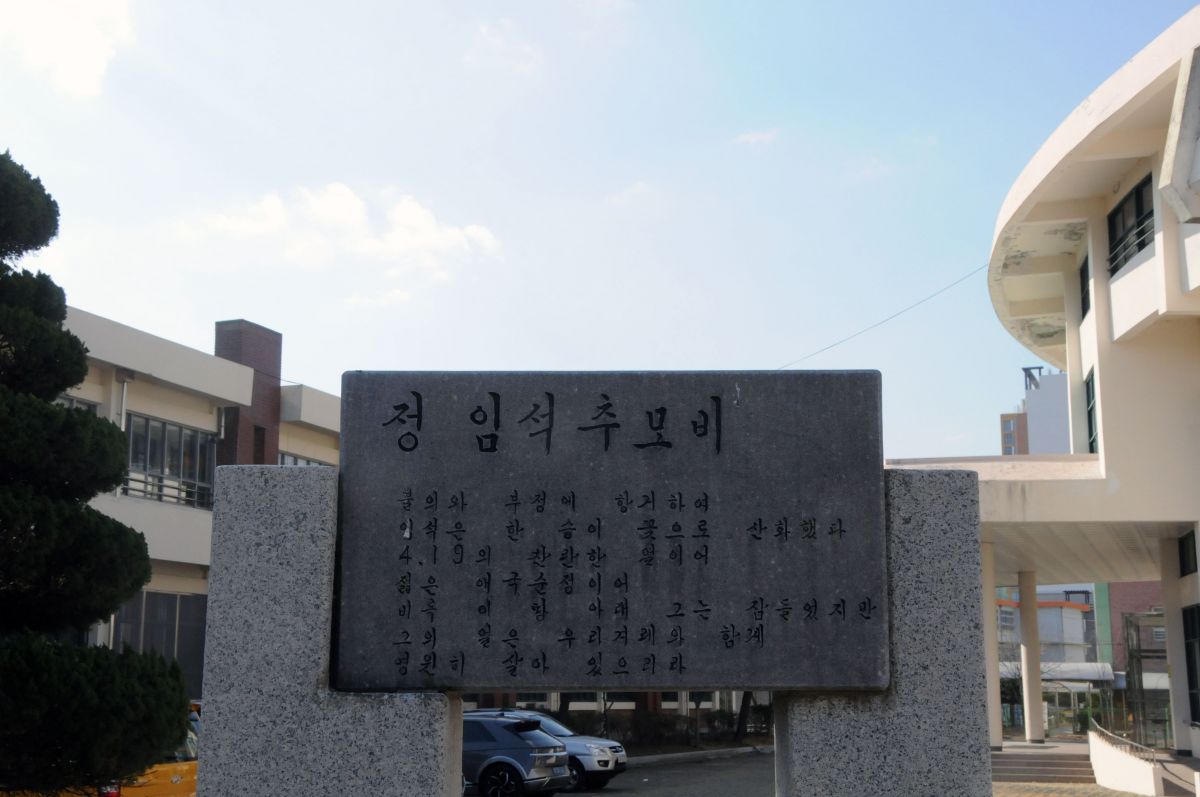 정 임석추모비
불의와 부정에 항거하여
임석은 한 송이 꽃으로 산화했다
4.19의 찬란한 얼이어
젊은 애국순정이어
비록 이 땅 아래 그는 잠들었지만
그의 얼은 우리겨레와 함께
영원히 살아 있으리라